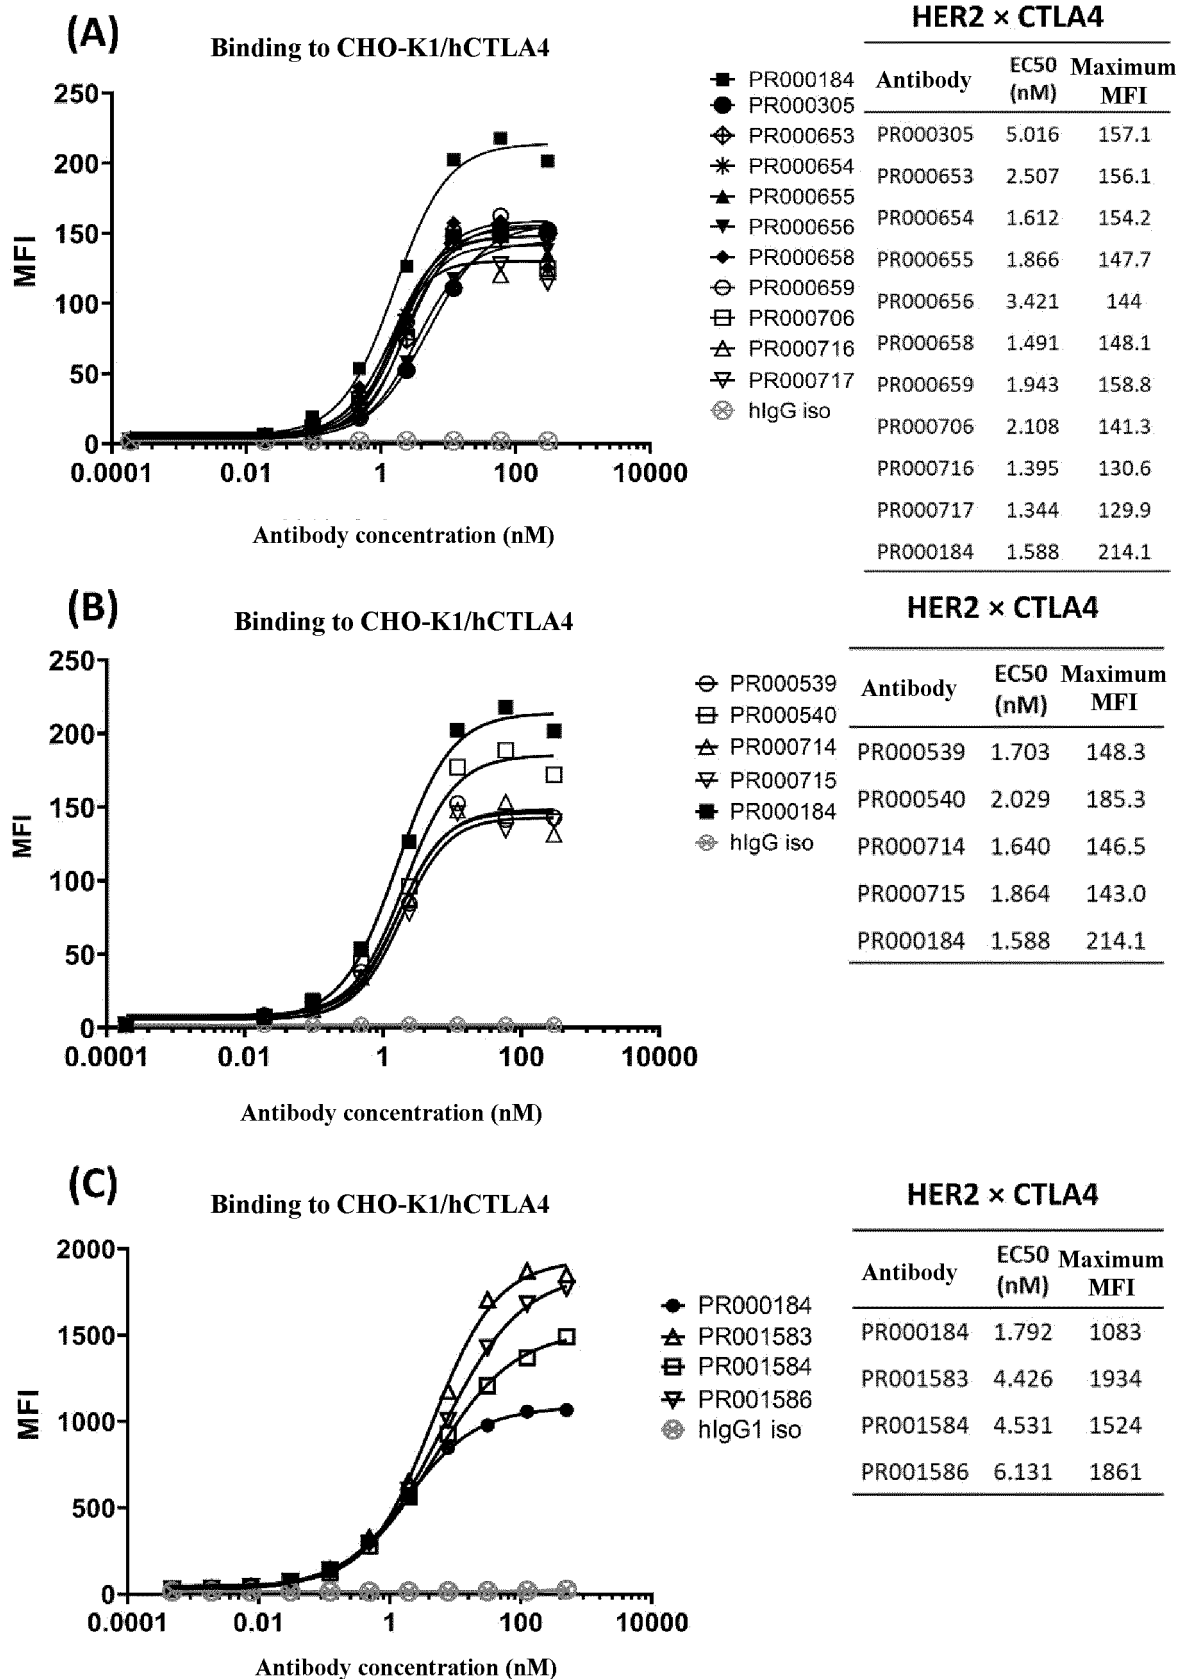 (A)
Binding to CHO-K1/hCTLA4
MFI
250
200
150
100
50
0
0.0001 0.01 1 100 10000
Antibody concentration (nM)
PR000184
PR000305
PR000653
PR000654
PR000655
PR000656
PR000658
PR000659
PR000706
PR000716
PR000717
hIgG iso
HER2 × CTLA4
Antibody EC50 (nM) Maximum MFI
PR000305 5.016 157.1
PR000653 2.507 156.1
PR000654 1.612 154.2
PR000655 1.866 147.7
PR000656 3.421 144
PR000658 1.491 148.1
PR000659 1.943 158.8
PR000706 2.108 141.3
PR000716 1.395 130.6
PR000717 1.344 129.9
PR000184 1.588 214.1
(B)
Binding to CHO-K1/hCTLA4
MFI
250
200
150
100
50
0
0.0001 0.01 1 100 10000
Antibody concentration (nM)
PR000539
PR000540
PR000714
PR000715
PR000184
hIgG iso
HER2 × CTLA4
Antibody EC50 (nM) Maximum MFI
PR000539 1.703 148.3
PR000540 2.029 185.3
PR000714 1.640 146.5
PR000715 1.864 143.0
PR000184 1.588 214.1
(C)
Binding to CHO-K1/hCTLA4
MFI
2000
1500
1000
500
0
0.0001 0.01 1 100 10000
Antibody concentration (nM)
PR000184
PR001583
PR001584
PR001586
hIgG1 iso
HER2 × CTLA4
Antibody EC50 (nM) Maximum MFI
PR000184 1.792 1083
PR001583 4.426 1934
PR001584 4.531 1524
PR001586 6.131 1861